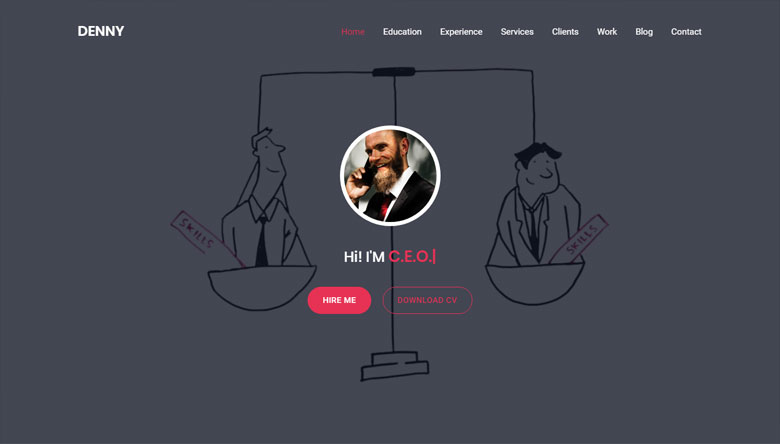 DENNY
Home Education Experience Services Clients Work Blog Contact
SKILLS
SKILLS
Hi! I'M C.E.O.|
HIRE ME
DOWNLOAD CV